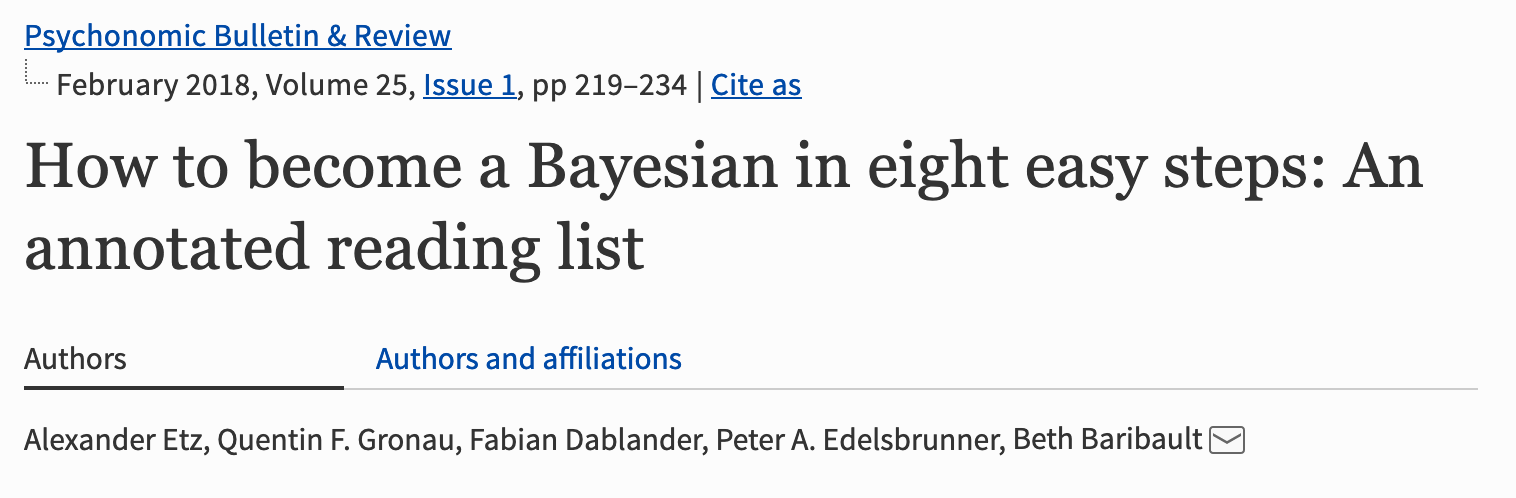 Psychonomic Bulletin & Review
February 2018, Volume 25, Issue 1, pp 219–234 | Cite as
How to become a Bayesian in eight easy steps: An
annotated reading list
Authors Authors and affiliations
Alexander Etz, Quentin F. Gronau, Fabian Dablander, Peter A. Edelsbrunner, Beth Baribault